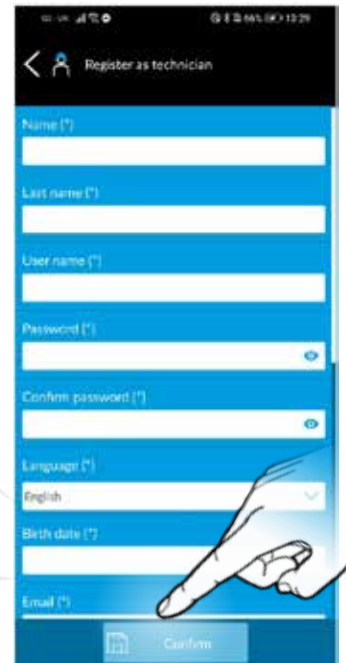 Register as technician
Name (*)
Last name (*)
User name (*)
Password (*)
Confirm password (*)
Language (*)
English
Birth date (*)
Email (*)
Confirm